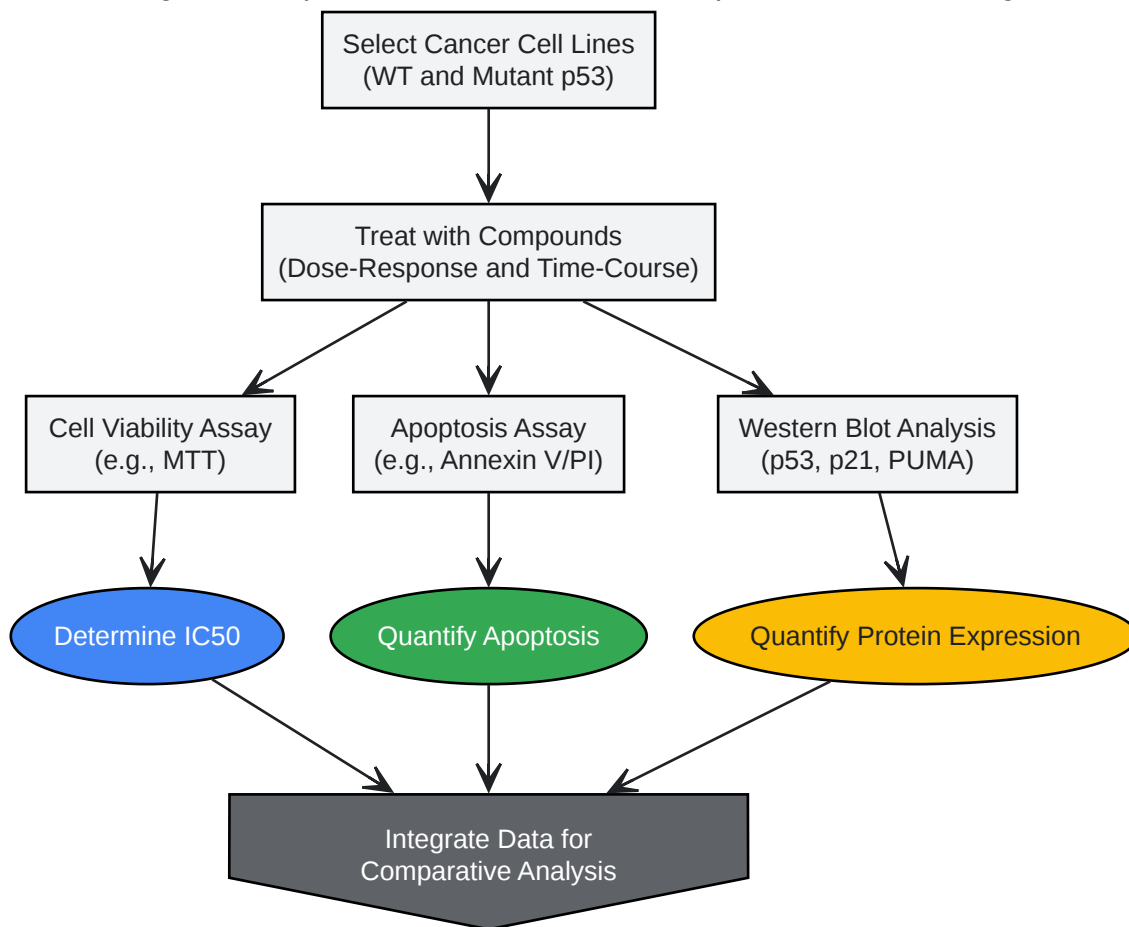 Select Cancer Cell Lines
(WT and Mutant p53)
Treat with Compounds
(Dose-Response and Time-Course)
Cell Viability Assay
(e.g., MTT)
Apoptosis Assay
(e.g., Annexin V/PI)
Western Blot Analysis
(p53, p21, PUMA)
Determine IC50
Quantify Apoptosis
Quantify Protein Expression
Integrate Data for
Comparative Analysis